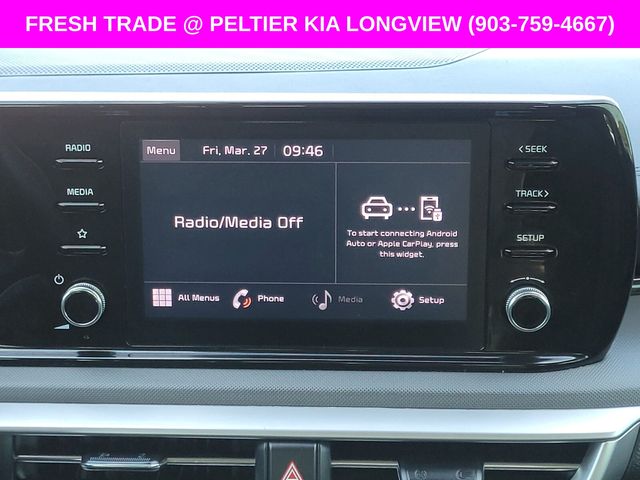 FRESH TRADE @ PELTIER KIA LONGVIEW (903-759-4667)
RADIO
MEDIA
Menu Fri, Mar. 27 09:46
Radio/Media Off
To start connecting Android
Auto or Apple CarPlay, press
this widget.
All Menus Phone Media Setup
< SEEK
TRACK >
SETUP